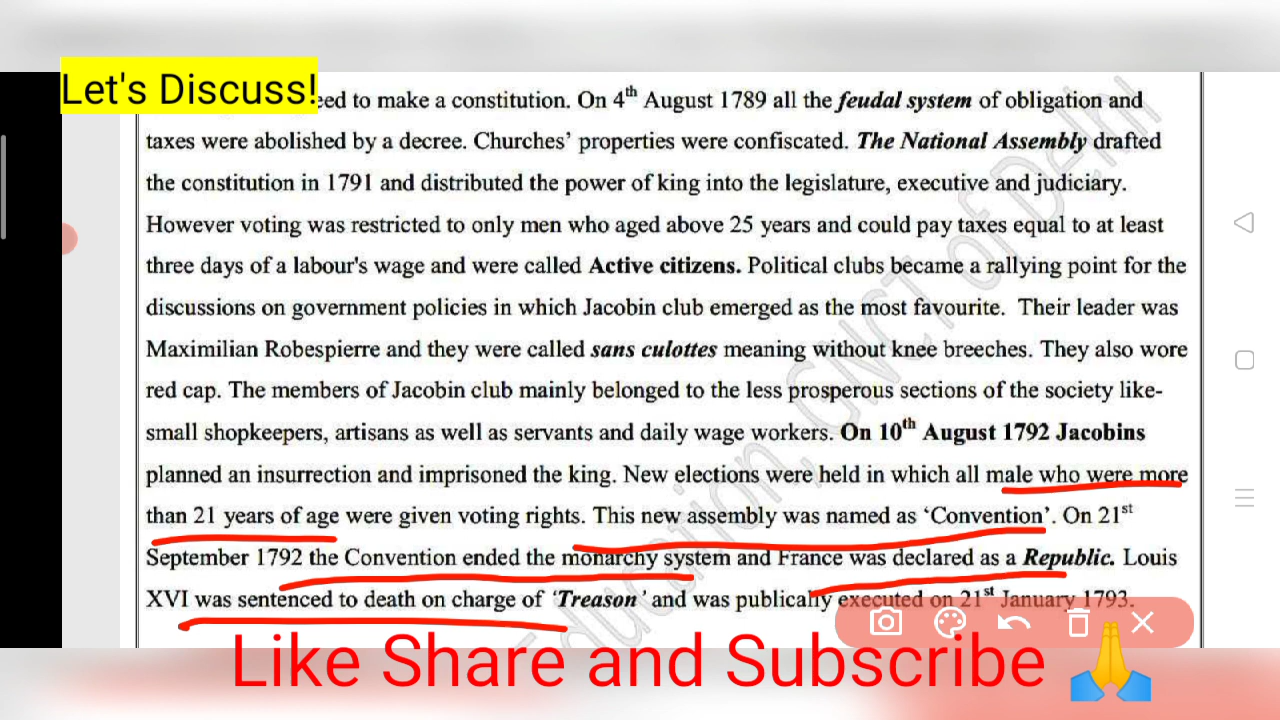 Let's Discuss!
eed to make a constitution. On 4th August 1789 all the feudal system of obligation and
taxes were abolished by a decree. Churches' properties were confiscated. The National Assembly drafted
the constitution in 1791 and distributed the power of king into the legislature, executive and judiciary.
However voting was restricted to only men who aged above 25 years and could pay taxes equal to at least
three days of a labour's wage and were called Active citizens. Political clubs became a rallying point for the
discussions on government policies in which Jacobin club emerged as the most favourite. Their leader was
Maximilian Robespierre and they were called sans culottes meaning without knee breeches. They also wore
red cap. The members of Jacobin club mainly belonged to the less prosperous sections of the society like-
small shopkeepers, artisans as well as servants and daily wage workers. On 10th August 1792 Jacobins
planned an insurrection and imprisoned the king. New elections were held in which all male who were more
than 21 years of age were given voting rights. This new assembly was named as 'Convention'. On 21st
September 1792 the Convention ended the monarchy system and France was declared as a Republic. Louis
XVI was sentenced to death on charge of 'Treason' and was publically executed on 21st January 1793.
Education, GNCT of Delhi
Like Share and Subscribe 🙏